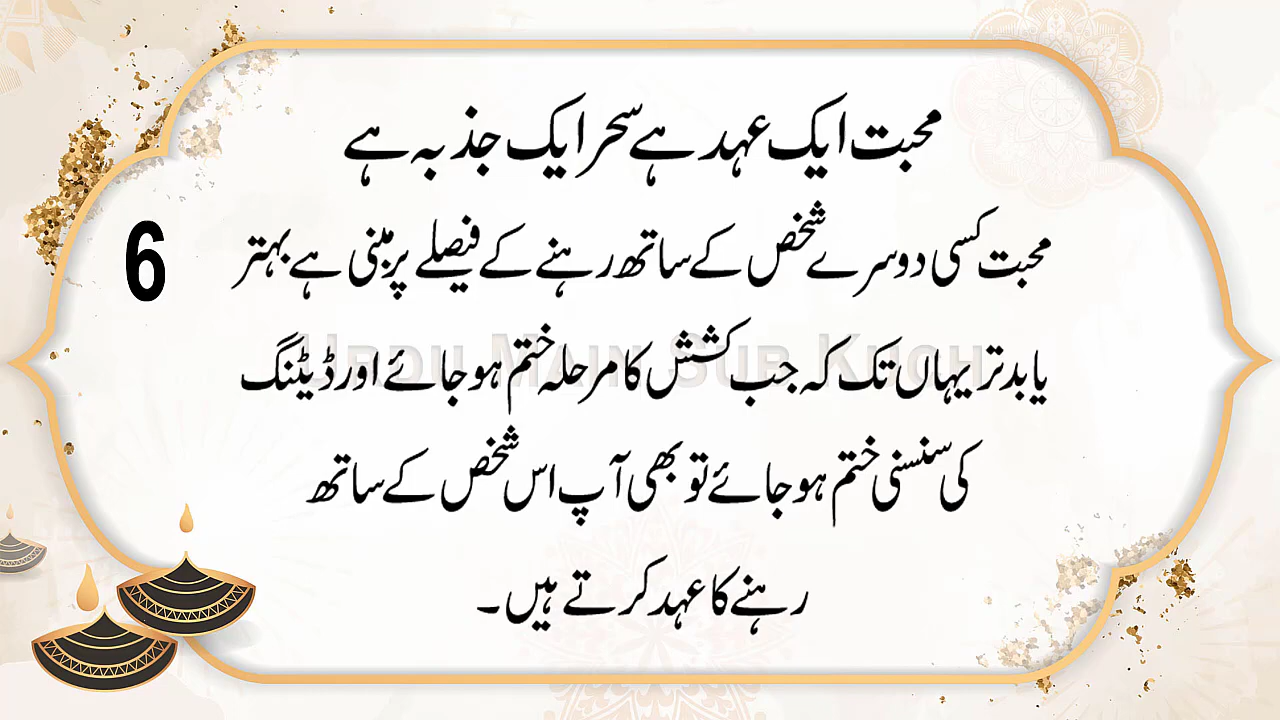 محبت ایک عہد ہے سحر ایک جذبہ ہے
6
محبت کسی دوسرے شخص کے ساتھ رہنے کے فیصلے پر مبنی ہے بہتر
یا بدتر یہاں تک کہ جب کشش کا مرحلہ ختم ہو جائے اور ڈیٹنگ
URDU MAIN SUB KUCH
کی سنسنی ختم ہو جائے تو بھی آپ اس شخص کے ساتھ
رہنے کا عہد کرتے ہیں۔